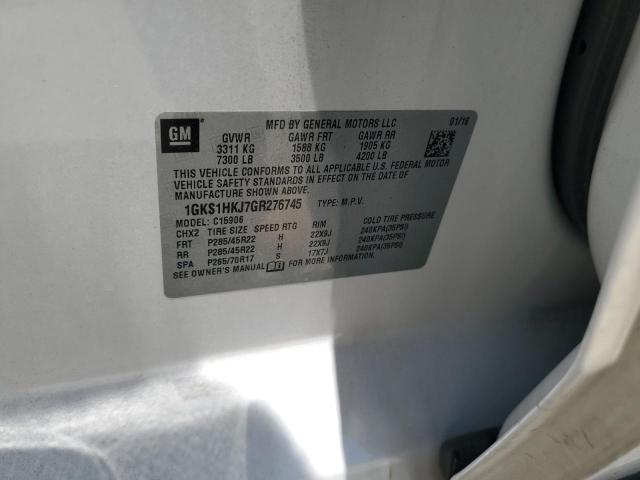 GM
MFD BY GENERAL MOTORS LLC 01/16
GVWR GAWR FRT GAWR RR
3311 KG 1588 KG 1905 KG
7300 LB 3500 LB 4200 LB
THIS VEHICLE CONFORMS TO ALL APPLICABLE U.S. FEDERAL MOTOR
VEHICLE SAFETY STANDARDS IN EFFECT ON THE DATE OF
MANUFACTURE SHOWN ABOVE.
1GKS1HKJ7GR276745 TYPE: M.P.V.
MODEL: C15906
CHX2 TIRE SIZE SPEED RTG RIM COLD TIRE PRESSURE
FRT P285/45R22 H 22X9J 240KPA(35PSI)
RR P285/45R22 H 22X9J 240KPA(35PSI)
SPA P265/70R17 S 17X7J 240KPA(35PSI)
SEE OWNER'S MANUAL FOR MORE INFORMATION.